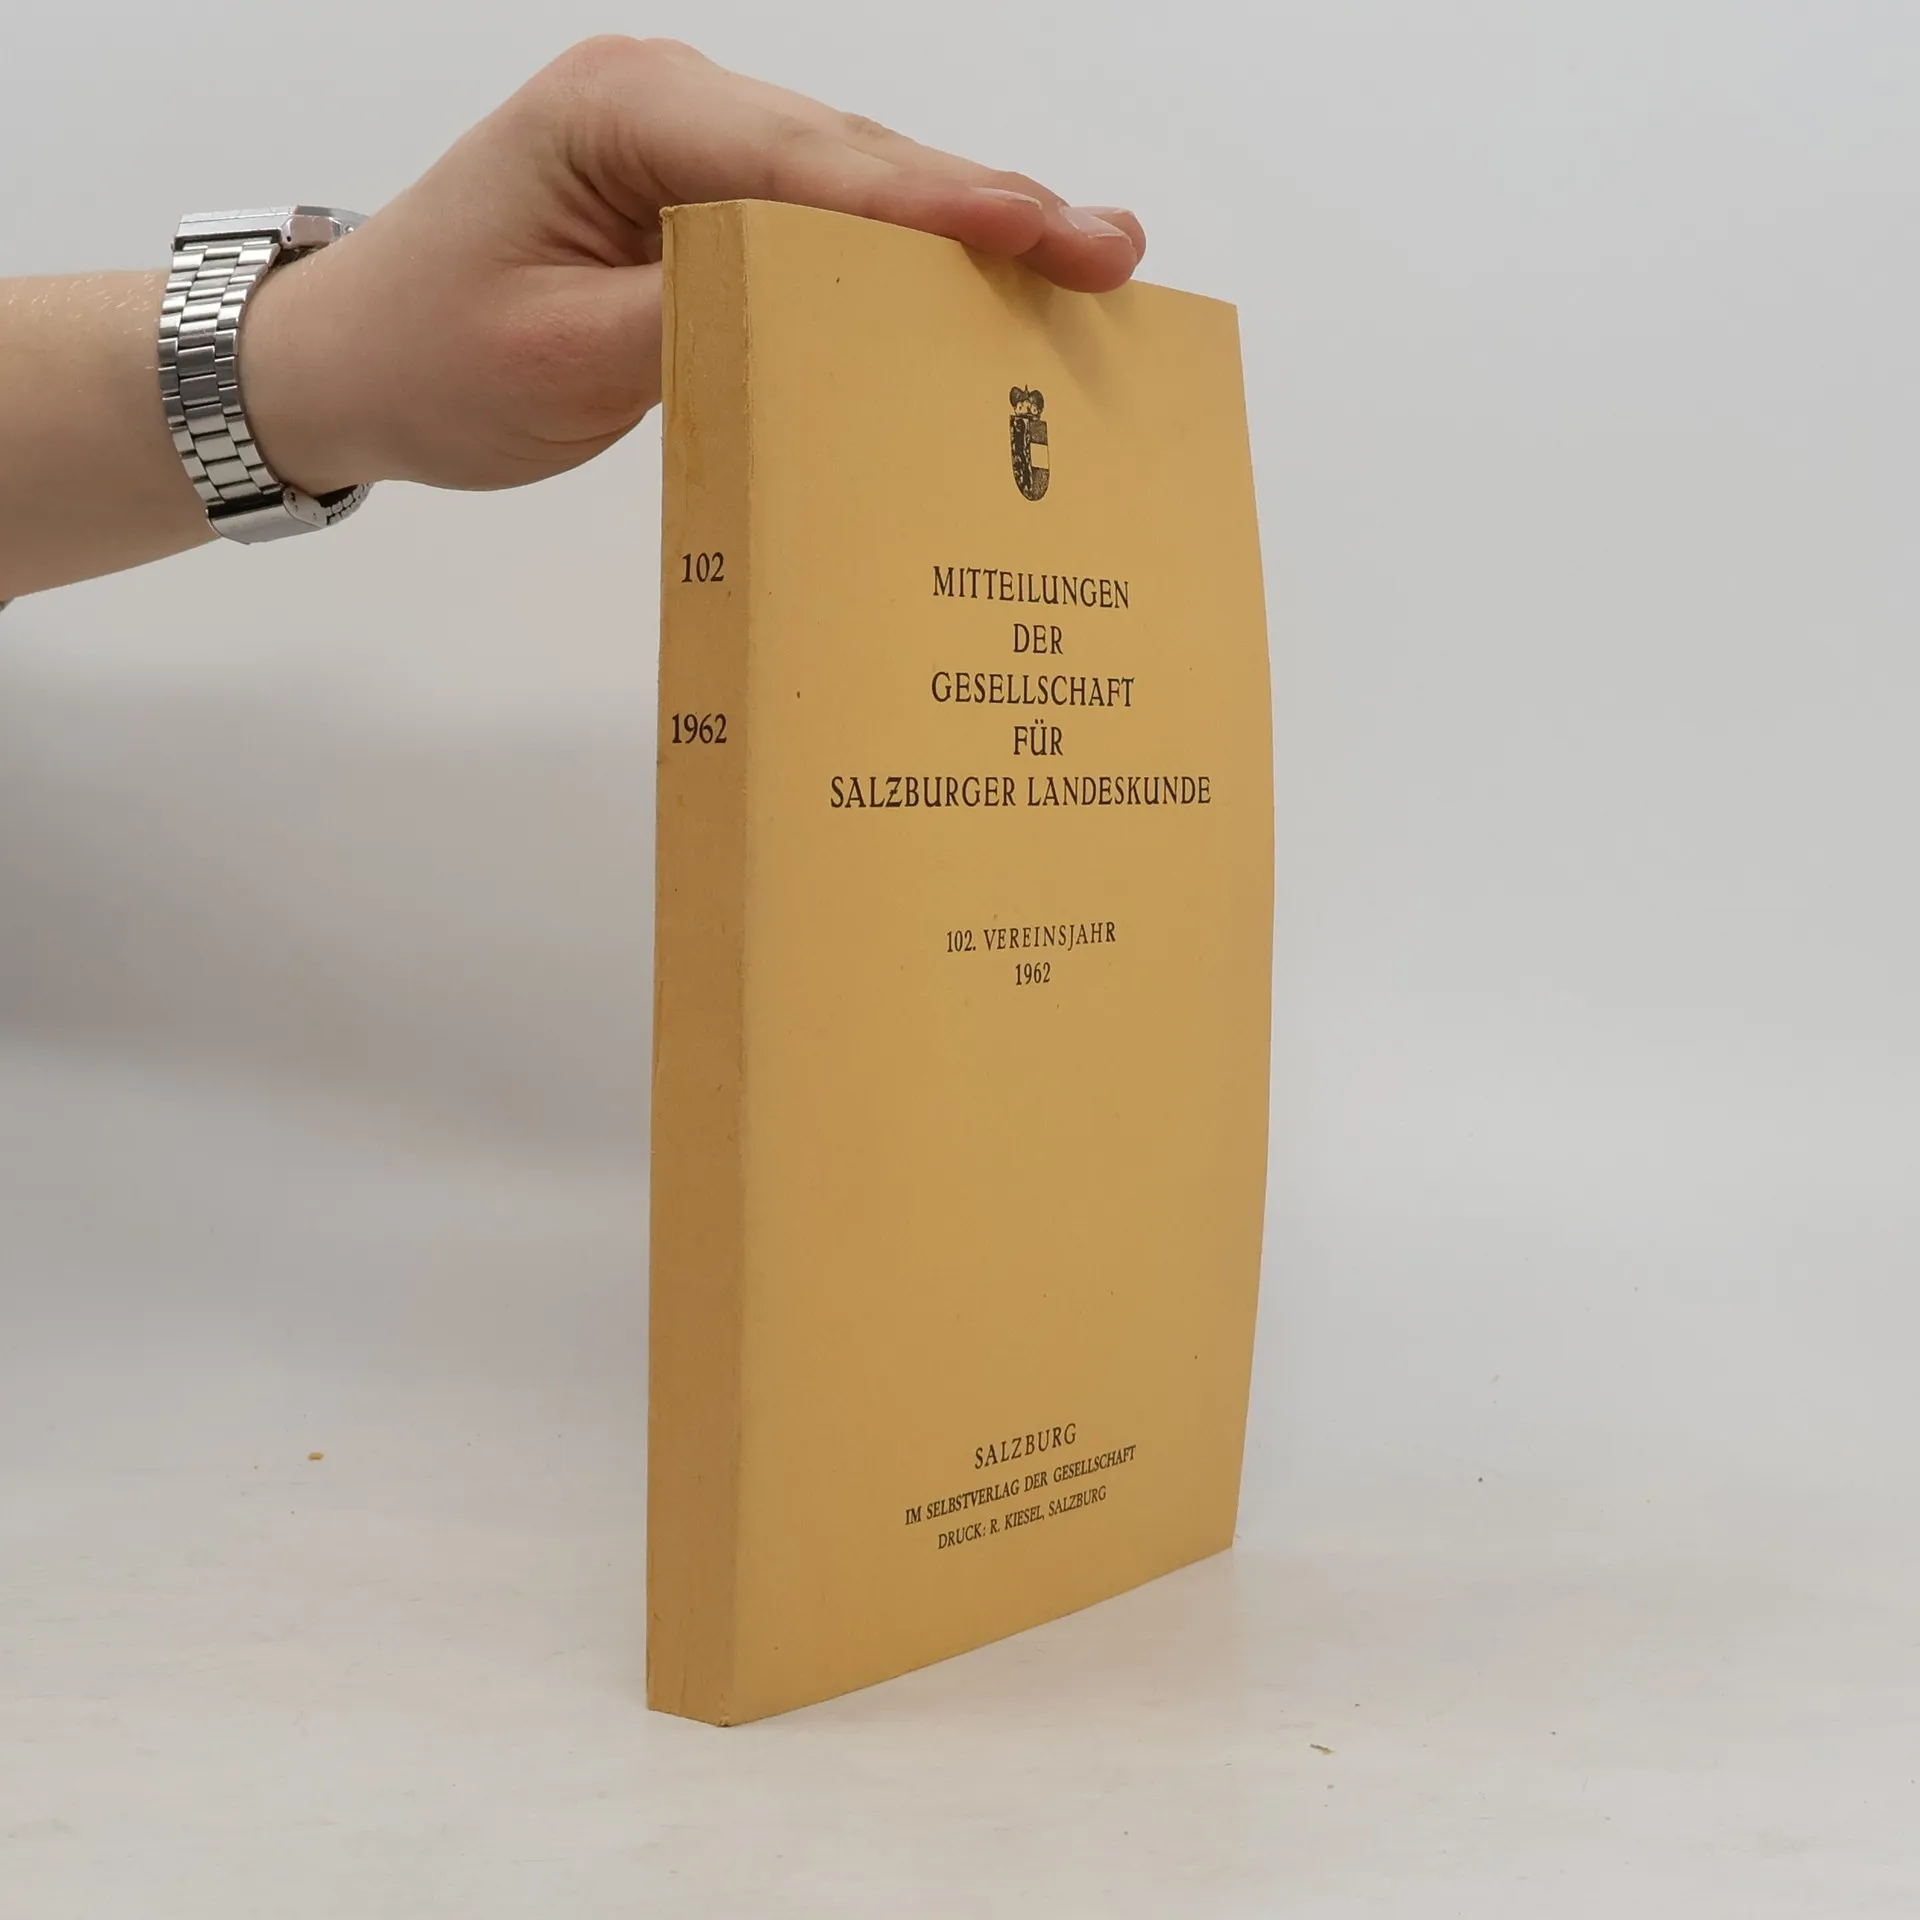 102
1962
MITTEILUNGEN
DER
GESELLSCHAFT
FÜR
SALZBURGER LANDESKUNDE
102. VEREINSJAHR
1962
SALZBURG
IM SELBSTVERLAG DER GESELLSCHAFT
DRUCK: R. KIESEL, SALZBURG